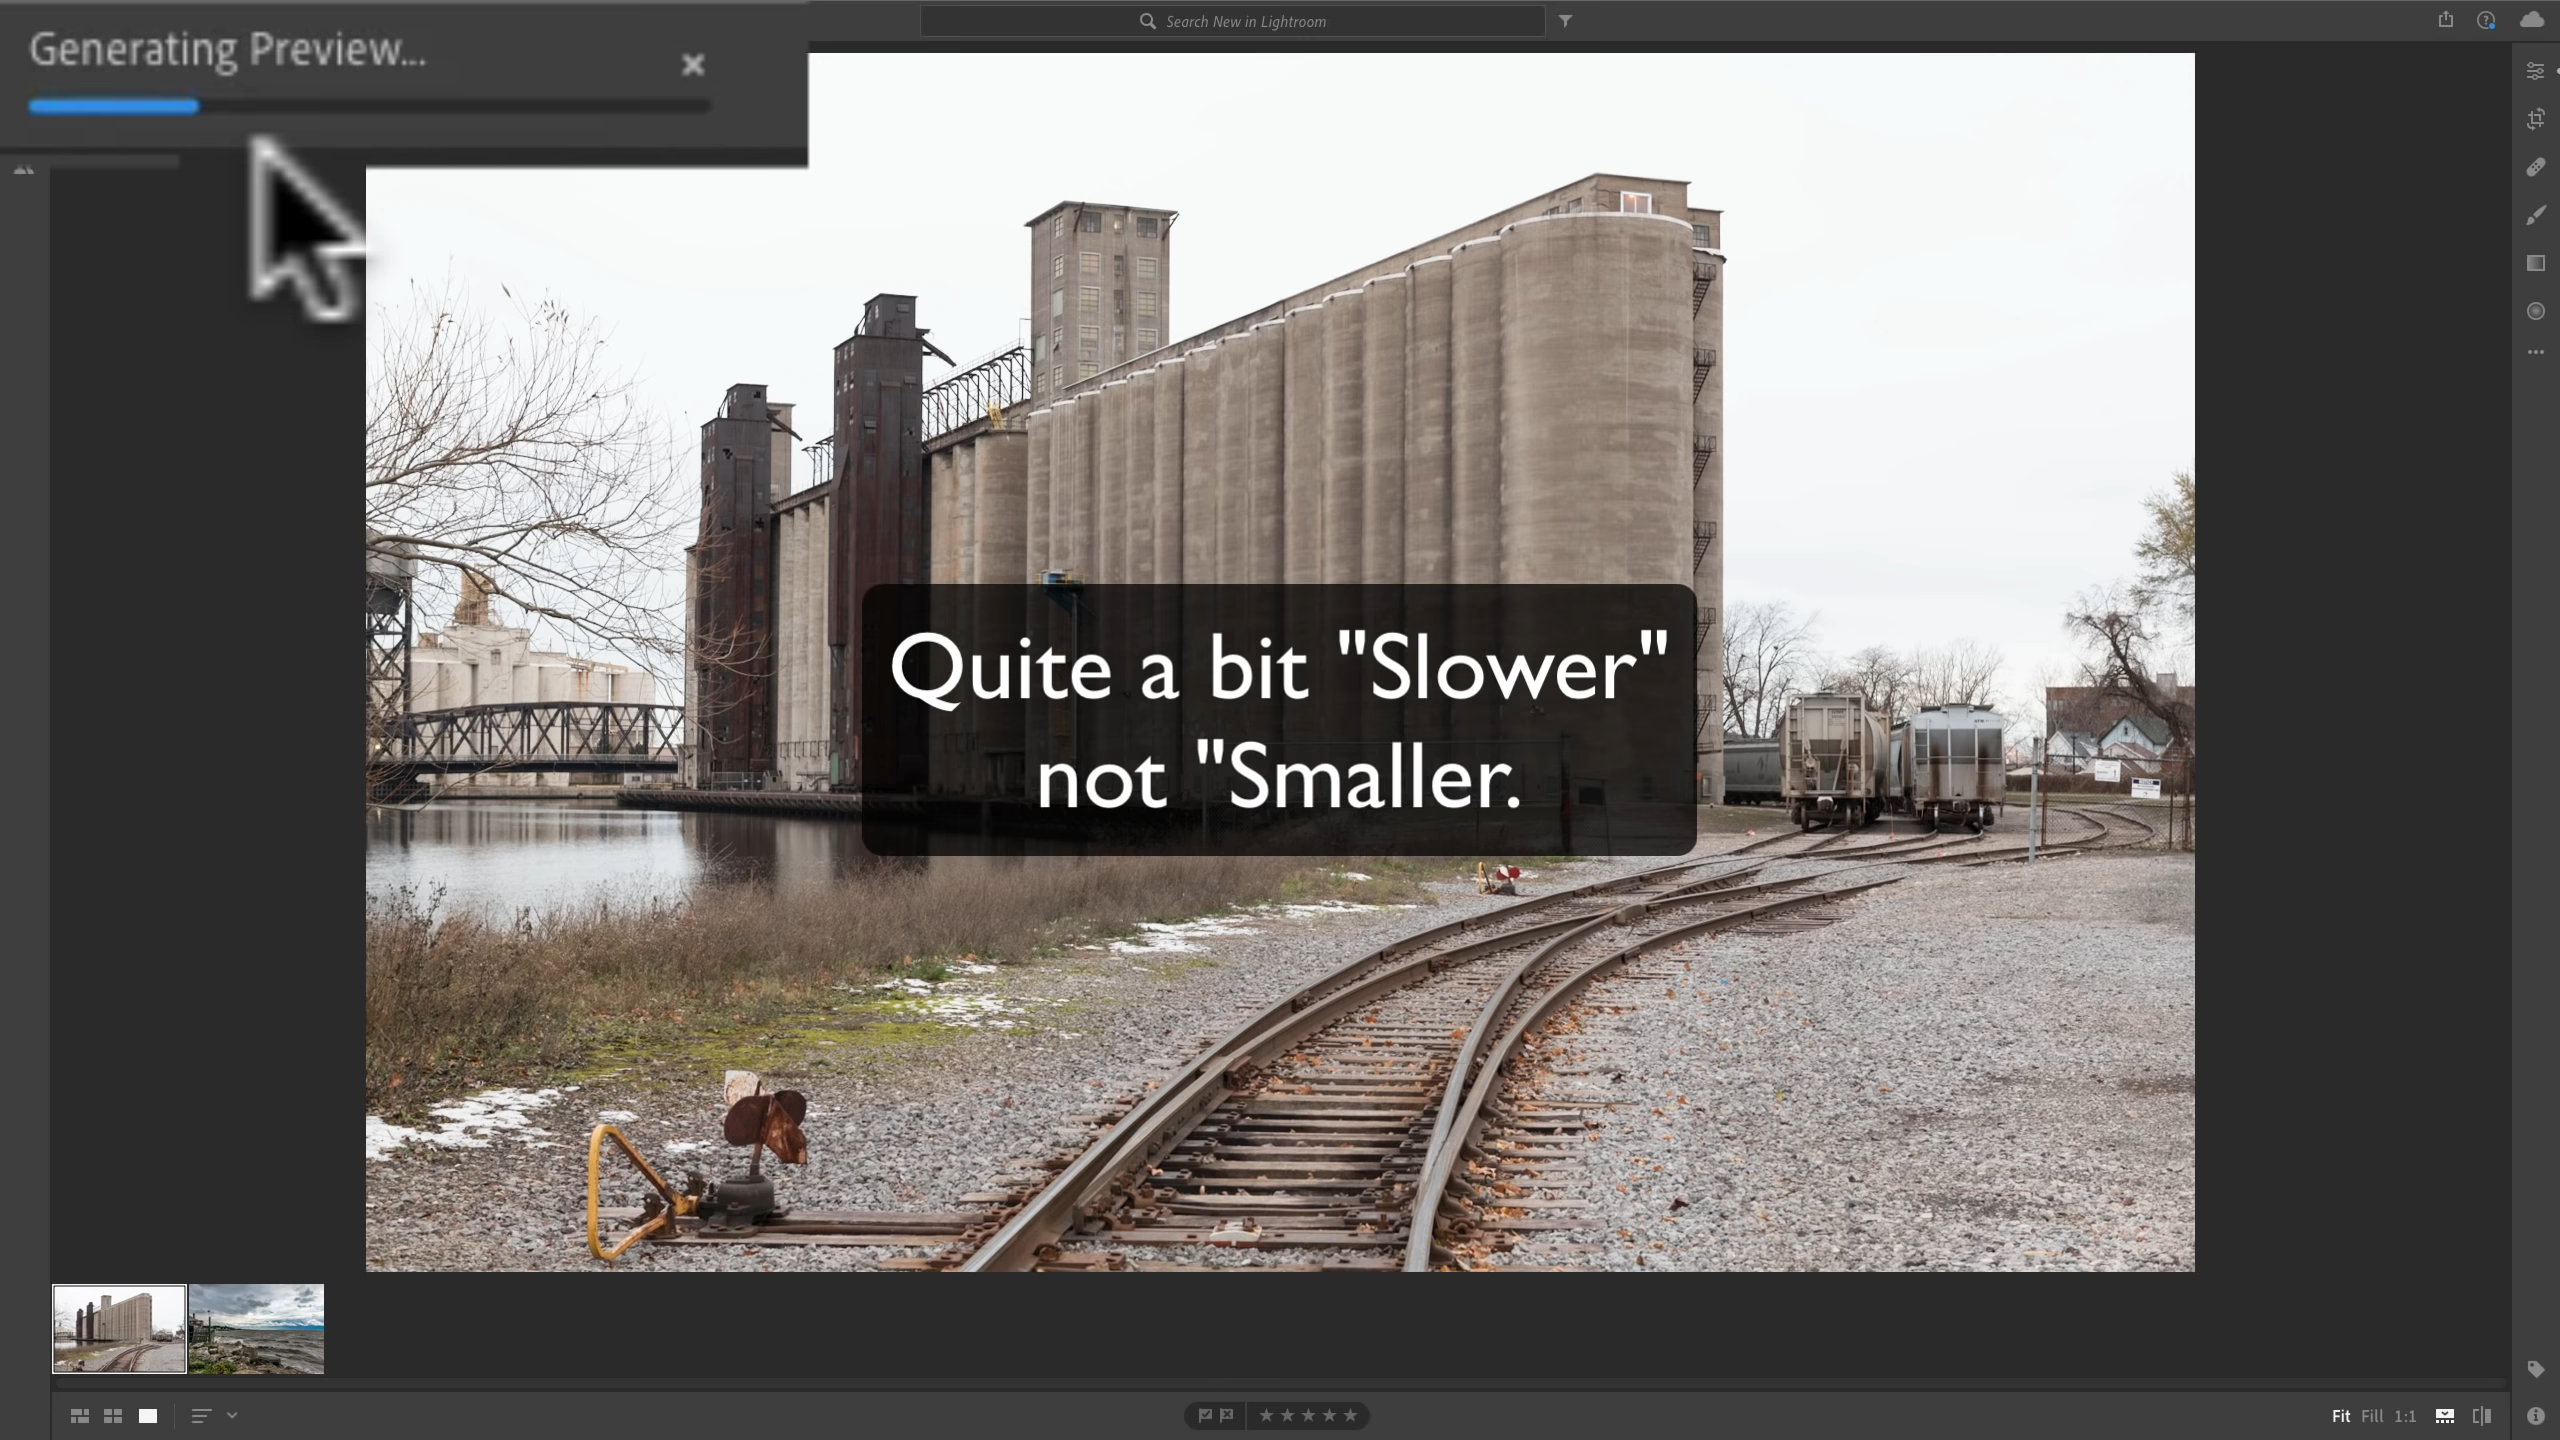 Generating Preview...
Search New in Lightroom
Quite a bit "Slower"
not "Smaller.
Fit Fill 1:1